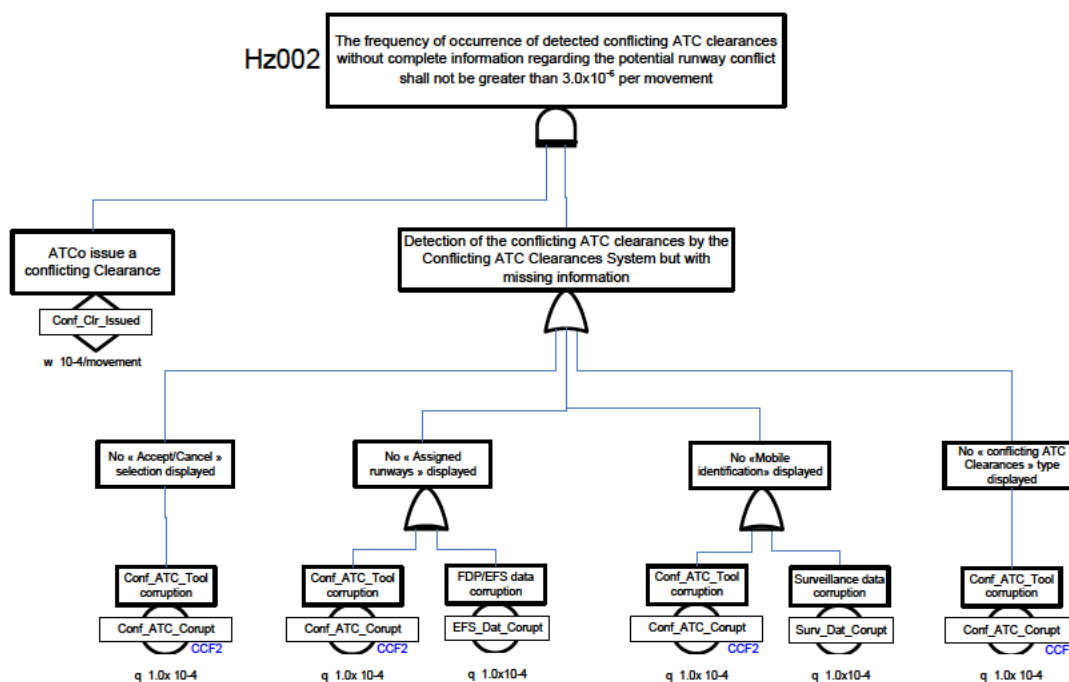 Hz002
The frequency of occurrence of detected conflicting ATC clearances
without complete information regarding the potential runway conflict
shall not be greater than 3.0x10⁻⁶ per movement
ATCo issue a
conflicting Clearance
Conf_Clr_Issued
w 10-4/movement
Detection of the conflicting ATC clearances by the
Conflicting ATC Clearances System but with
missing information
No « Accept/Cancel »
selection displayed
No « Assigned
runways » displayed
No «Mobile
identification» displayed
No « conflicting ATC
Clearances » type
displayed
Conf_ATC_Tool
corruption
Conf_ATC_Corupt
CCF2
q 1.0x 10-4
Conf_ATC_Tool
corruption
Conf_ATC_Corupt
CCF2
q 1.0x 10-4
FDP/EFS data
corruption
EFS_Dat_Corupt
q 1.0x10-4
Conf_ATC_Tool
corruption
Conf_ATC_Corupt
CCF2
q 1.0x 10-4
Surveillance data
corruption
Surv_Dat_Corupt
q 1.0x10-4
Conf_ATC_Tool
corruption
Conf_ATC_Corupt
q 1.0x 10-4